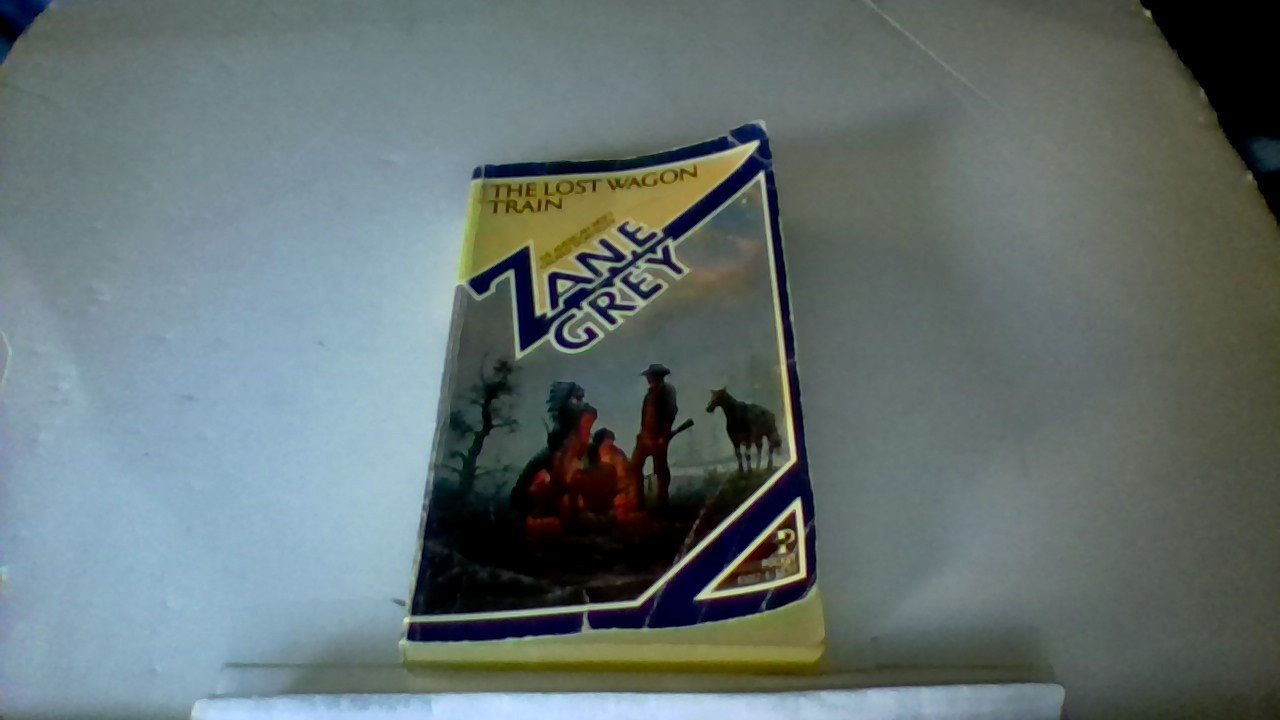 THE LOST WAGON
TRAIN
ZANE
GREY